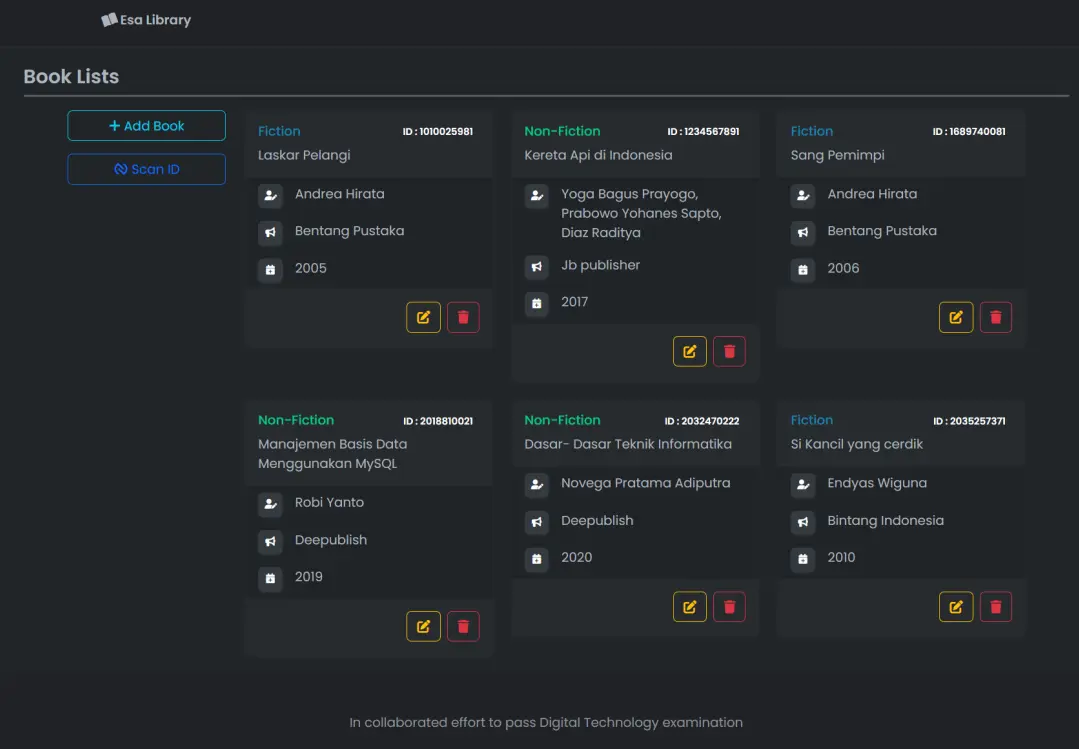 Esa Library
Book Lists
+ Add Book
Scan ID
Fiction ID : 1010025981
Laskar Pelangi
Andrea Hirata
Bentang Pustaka
2005
Non-Fiction ID : 1234567891
Kereta Api di Indonesia
Yoga Bagus Prayogo,
Prabowo Yohanes Sapto,
Diaz Raditya
Jb publisher
2017
Fiction ID : 1689740081
Sang Pemimpi
Andrea Hirata
Bentang Pustaka
2006
Non-Fiction ID : 2018810021
Manajemen Basis Data
Menggunakan MySQL
Robi Yanto
Deepublish
2019
Non-Fiction ID : 2032470222
Dasar- Dasar Teknik Informatika
Novega Pratama Adiputra
Deepublish
2020
Fiction ID : 2035257371
Si Kancil yang cerdik
Endyas Wiguna
Bintang Indonesia
2010
In collaborated effort to pass Digital Technology examination